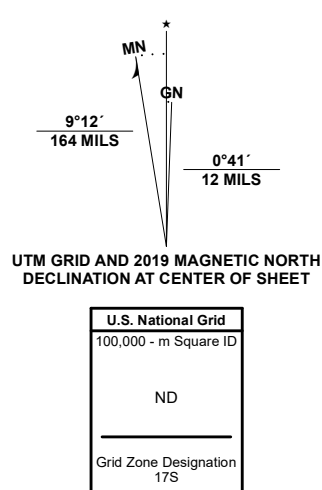 ★
MN
GN
9°12´
164 MILS
0°41´
12 MILS
UTM GRID AND 2019 MAGNETIC NORTH
DECLINATION AT CENTER OF SHEET
U.S. National Grid
100,000 - m Square ID
ND
Grid Zone Designation
17S